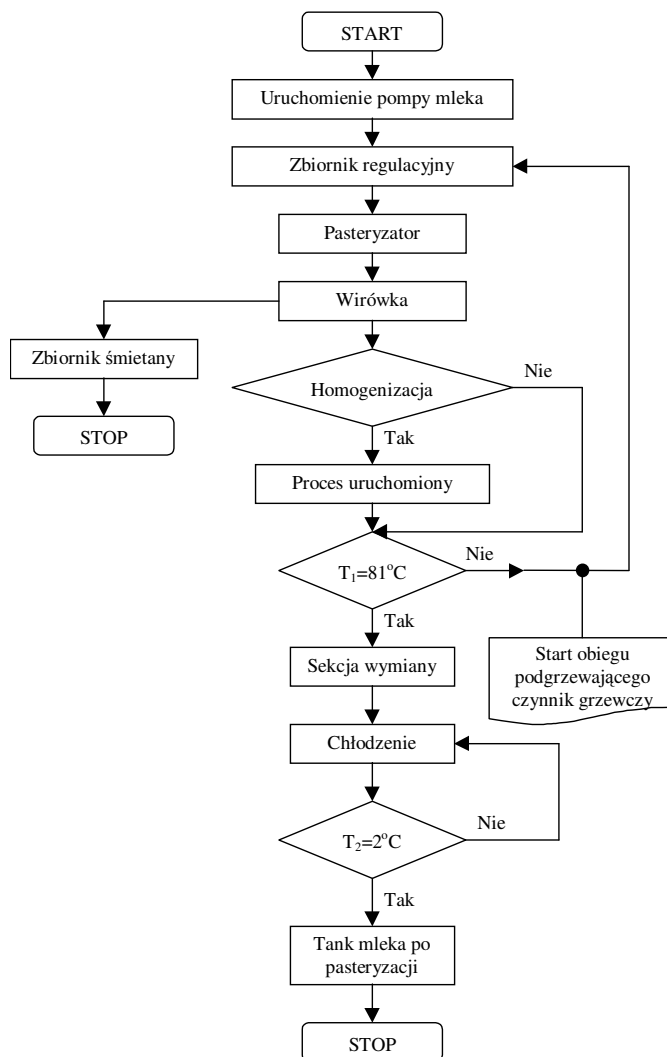 START
Uruchomienie pompy mleka
Zbiornik regulacyjny
Pasteryzator
Wirówka
Zbiornik śmietany
STOP
Homogenizacja
Nie
Tak
Proces uruchomiony
T₁=81°C
Nie
Tak
Start obiegu
podgrzewającego
czynnik grzewczy
Sekcja wymiany
Chłodzenie
T₂=2°C
Nie
Tak
Tank mleka po
pasteryzacji
STOP